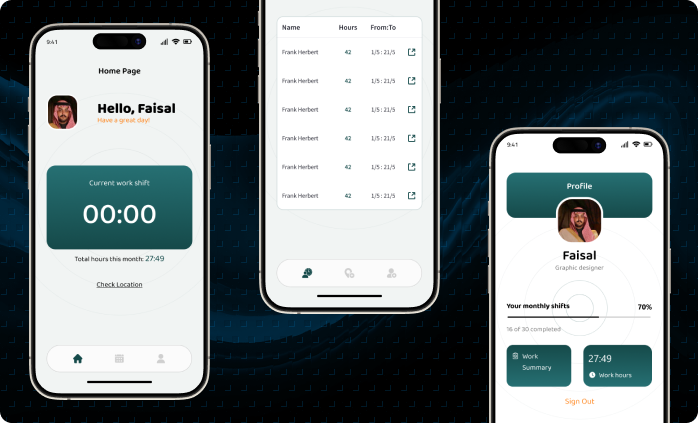 9:41
Home Page
Hello, Faisal
Have a great day!
Current work shift
00:00
Total hours this month: 27:49
Check Location
Name Hours From:To
Frank Herbert 42 1/5 : 21/5
Frank Herbert 42 1/5 : 21/5
Frank Herbert 42 1/5 : 21/5
Frank Herbert 42 1/5 : 21/5
Frank Herbert 42 1/5 : 21/5
Frank Herbert 42 1/5 : 21/5
9:41
Profile
Faisal
Graphic designer
Your monthly shifts 70%
16 of 30 completed
Work
Summary
27:49
Work hours
Sign Out